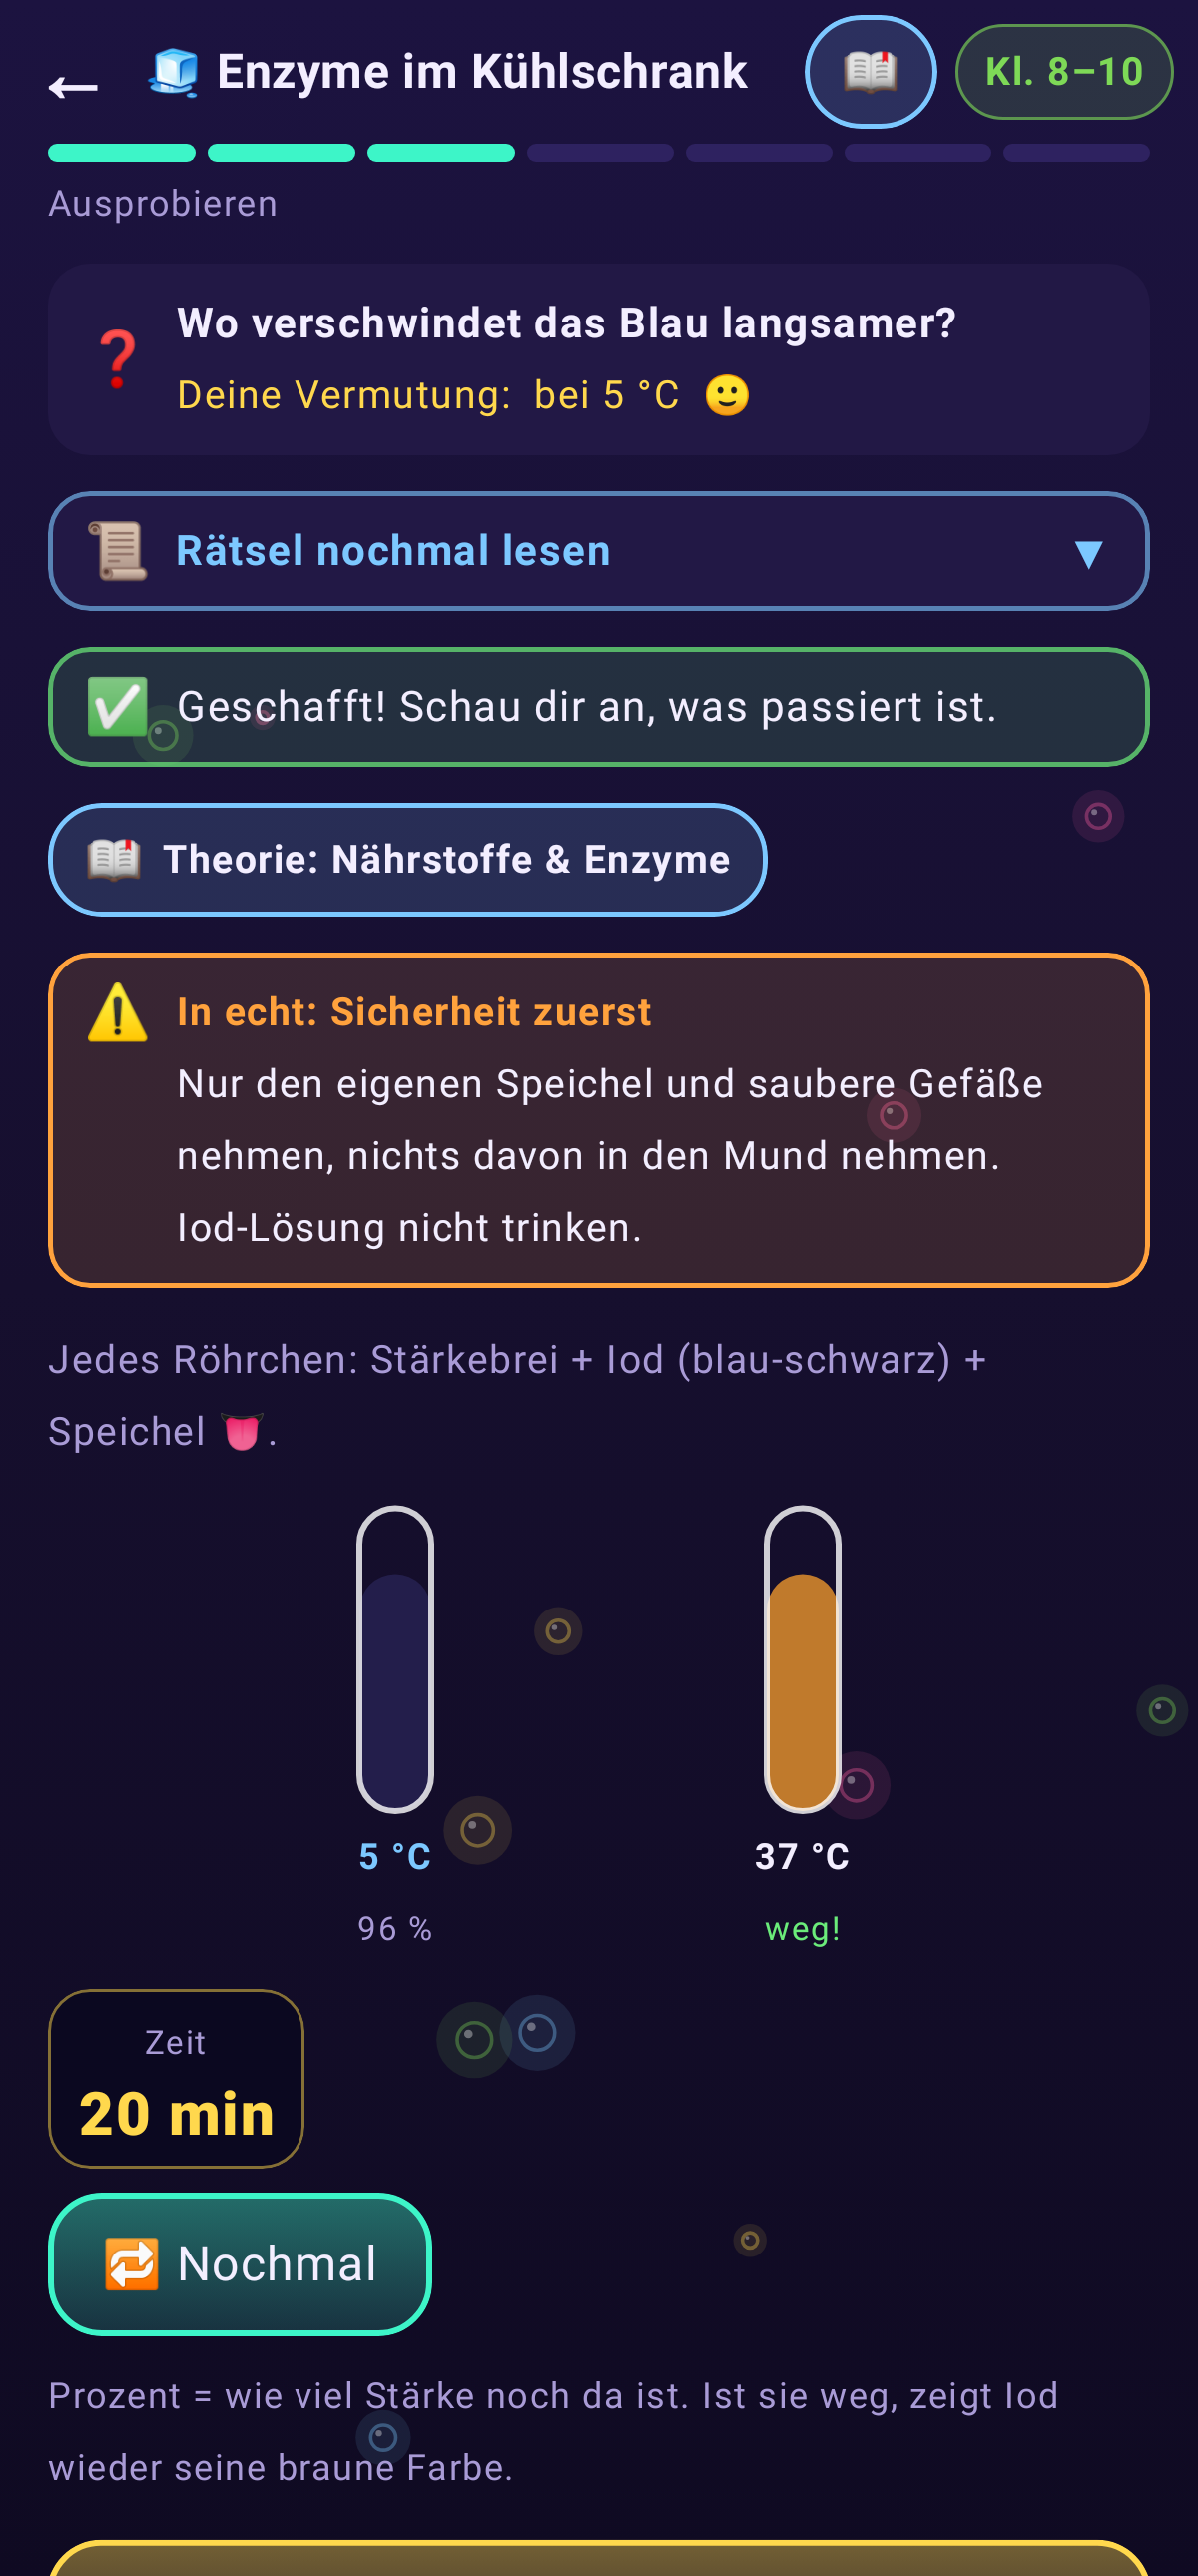 ← 🧊 Enzyme im Kühlschrank 📖 Kl. 8–10
Ausprobieren
❓ Wo verschwindet das Blau langsamer?
Deine Vermutung: bei 5 °C 🙂
📜 Rätsel nochmal lesen ▼
✅ Geschafft! Schau dir an, was passiert ist.
📖 Theorie: Nährstoffe & Enzyme
⚠️ In echt: Sicherheit zuerst
Nur den eigenen Speichel und saubere Gefäße
nehmen, nichts davon in den Mund nehmen.
Iod-Lösung nicht trinken.
Jedes Röhrchen: Stärkebrei + Iod (blau-schwarz) +
Speichel 👅.
5 °C 37 °C
96 % weg!
Zeit
20 min
🔁 Nochmal
Prozent = wie viel Stärke noch da ist. Ist sie weg, zeigt Iod
wieder seine braune Farbe.